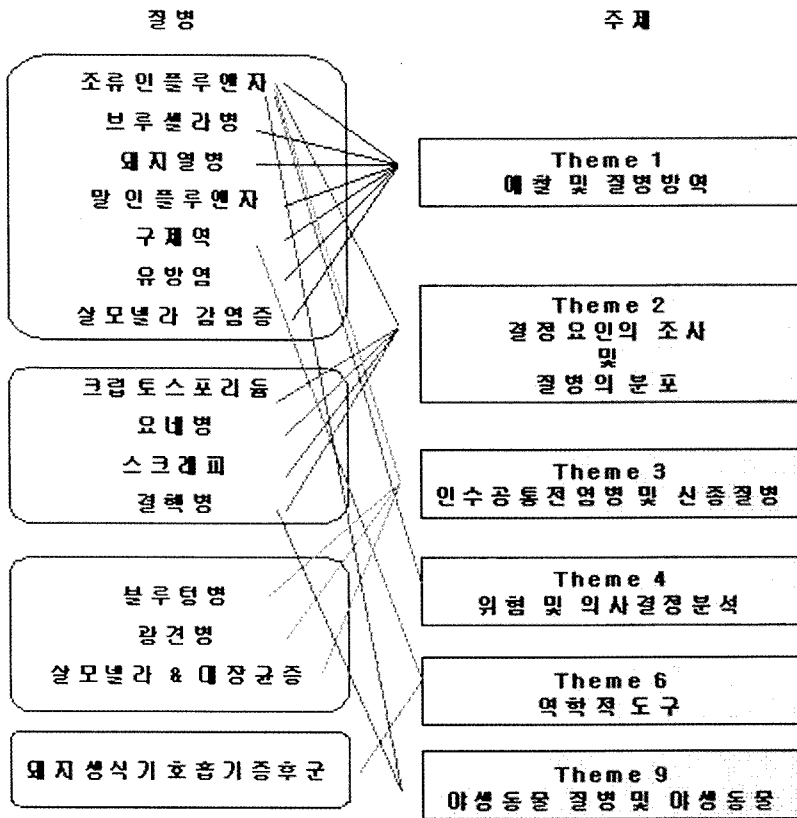 질병
주제
조류인플루엔자
브루셀라병
돼지열병
말인플루엔자
구제역
유방염
살모넬라 감염증
크립토스포리듐
요네병
스크레피
결핵병
블루텅병
광견병
살모넬라 & 대장균증
돼지생식기호흡기증후군
Theme 1
예찰 및 질병방역
Theme 2
결정요인의 조사
및
질병의 분포
Theme 3
인수공통전염병및 신종질병
Theme 4
위험 및 의사결정분석
Theme 6
역학적도구
Theme 9
야생동물 질병 및 야생동물